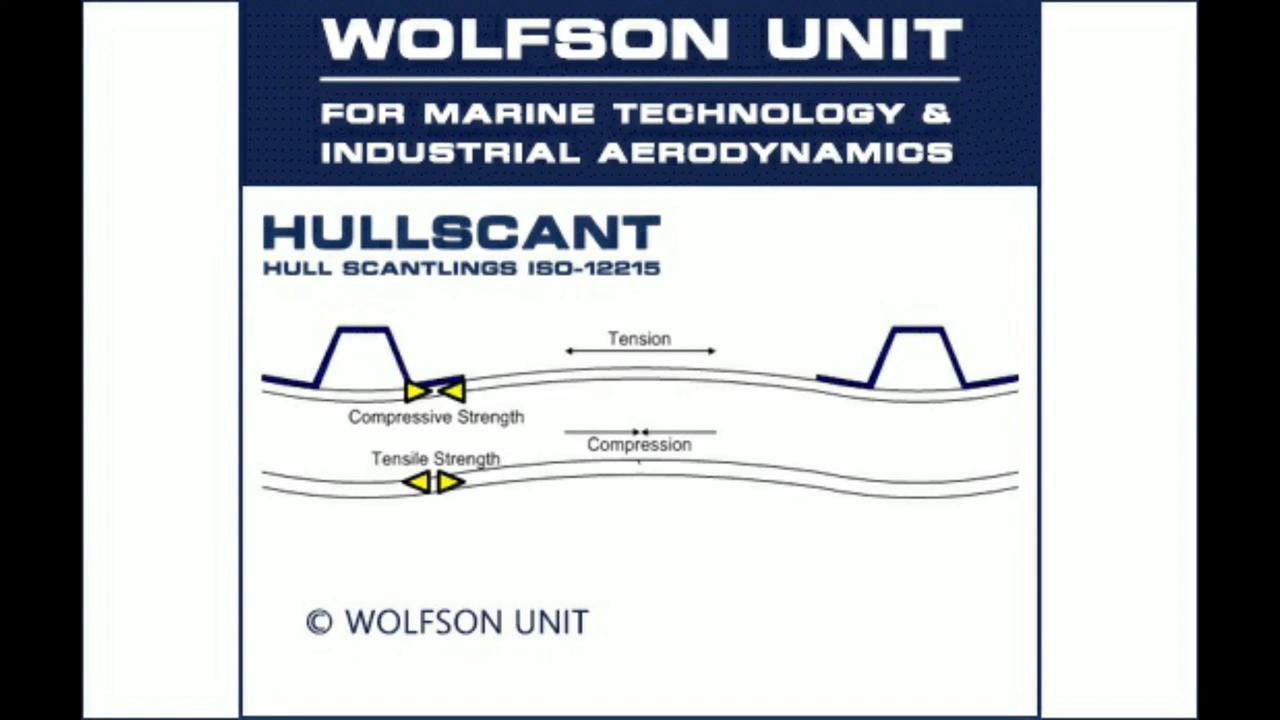 WOLFSON UNIT
FOR MARINE TECHNOLOGY &
INDUSTRIAL AERODYNAMICS
HULLSCANT
HULL SCANTLINGS ISO-12215
Tension
Compressive Strength
Compression
Tensile Strength
© WOLFSON UNIT